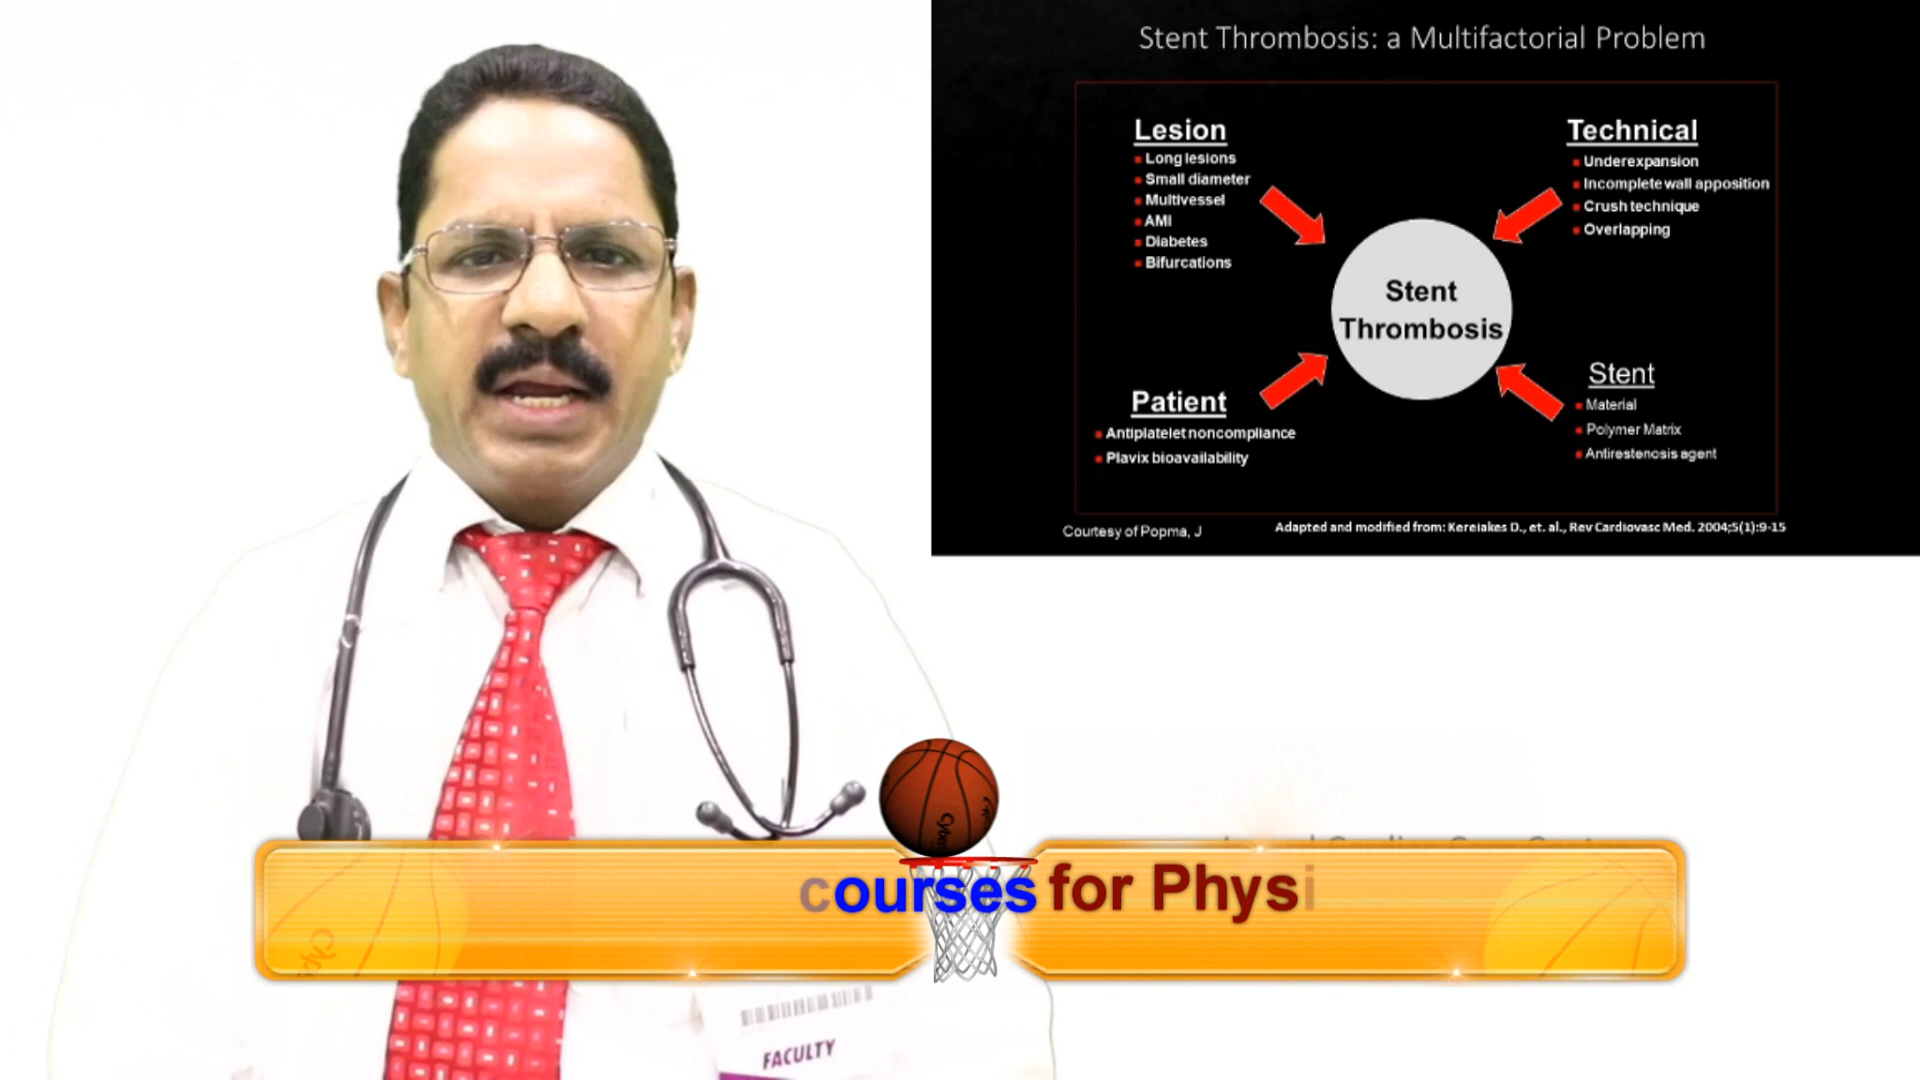 Stent Thrombosis: a Multifactorial Problem
Lesion
Long lesions
Small diameter
Multivessel
AMI
Diabetes
Bifurcations
Technical
Underexpansion
Incomplete wall apposition
Crush technique
Overlapping
Stent
Thrombosis
Patient
Antiplatelet noncompliance
Plavix bioavailability
Stent
Material
Polymer Matrix
Antirestenosis agent
Courtesy of Popma, J
Adapted and modified from: Kereiakes D., et. al., Rev Cardiovasc Med. 2004;5(1):9-15
courses for Physi
FACULTY